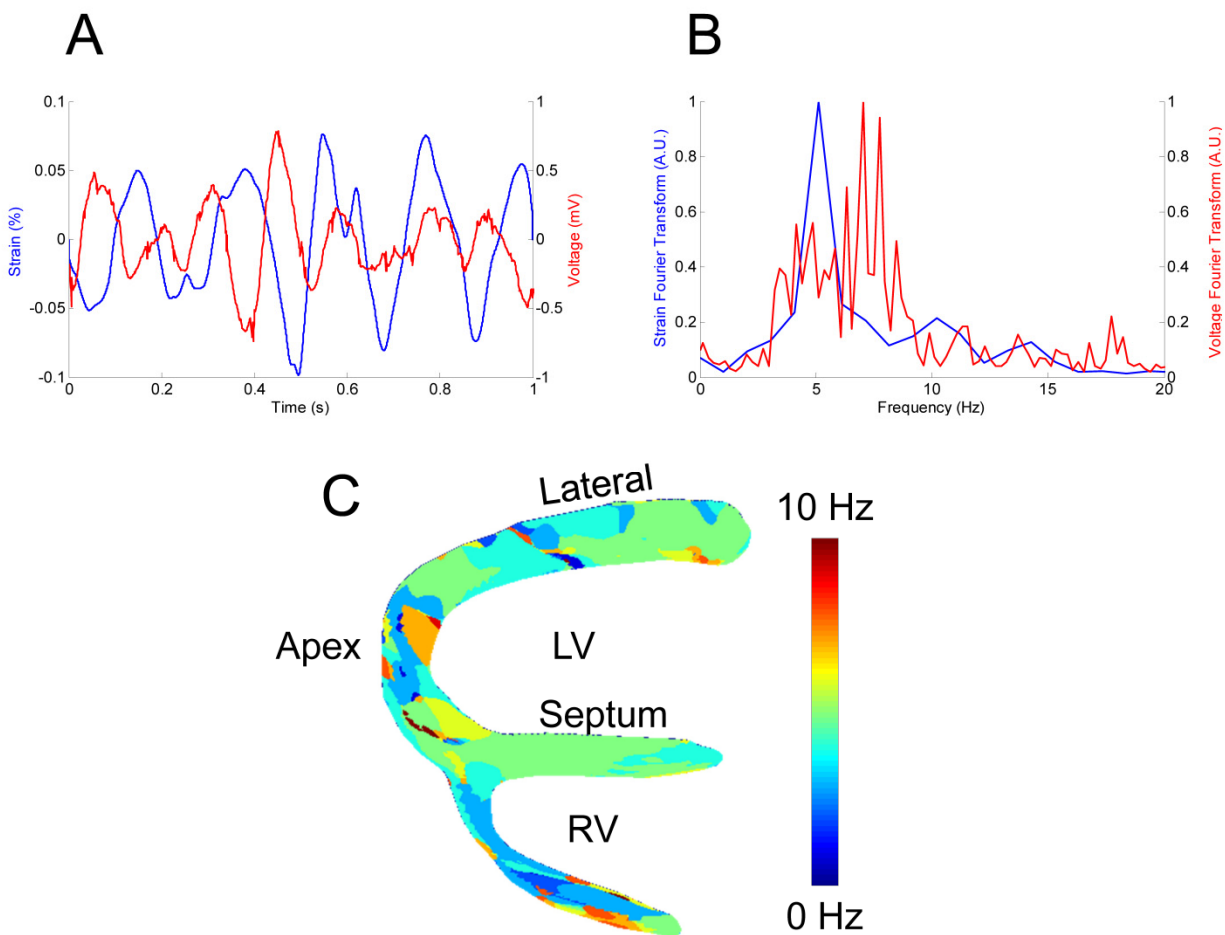 A
0.1
0.05
0
-0.05
-0.1
Strain (%)
1
0.5
0
-0.5
-1
Voltage (mV)
0 0.2 0.4 0.6 0.8 1
Time (s)
B
1
0.8
0.6
0.4
0.2
0
Strain Fourier Transform (A.U.)
1
0.8
0.6
0.4
0.2
0
Voltage Fourier Transform (A.U.)
0 5 10 15 20
Frequency (Hz)
C
Lateral
Apex
LV
Septum
RV
10 Hz
0 Hz